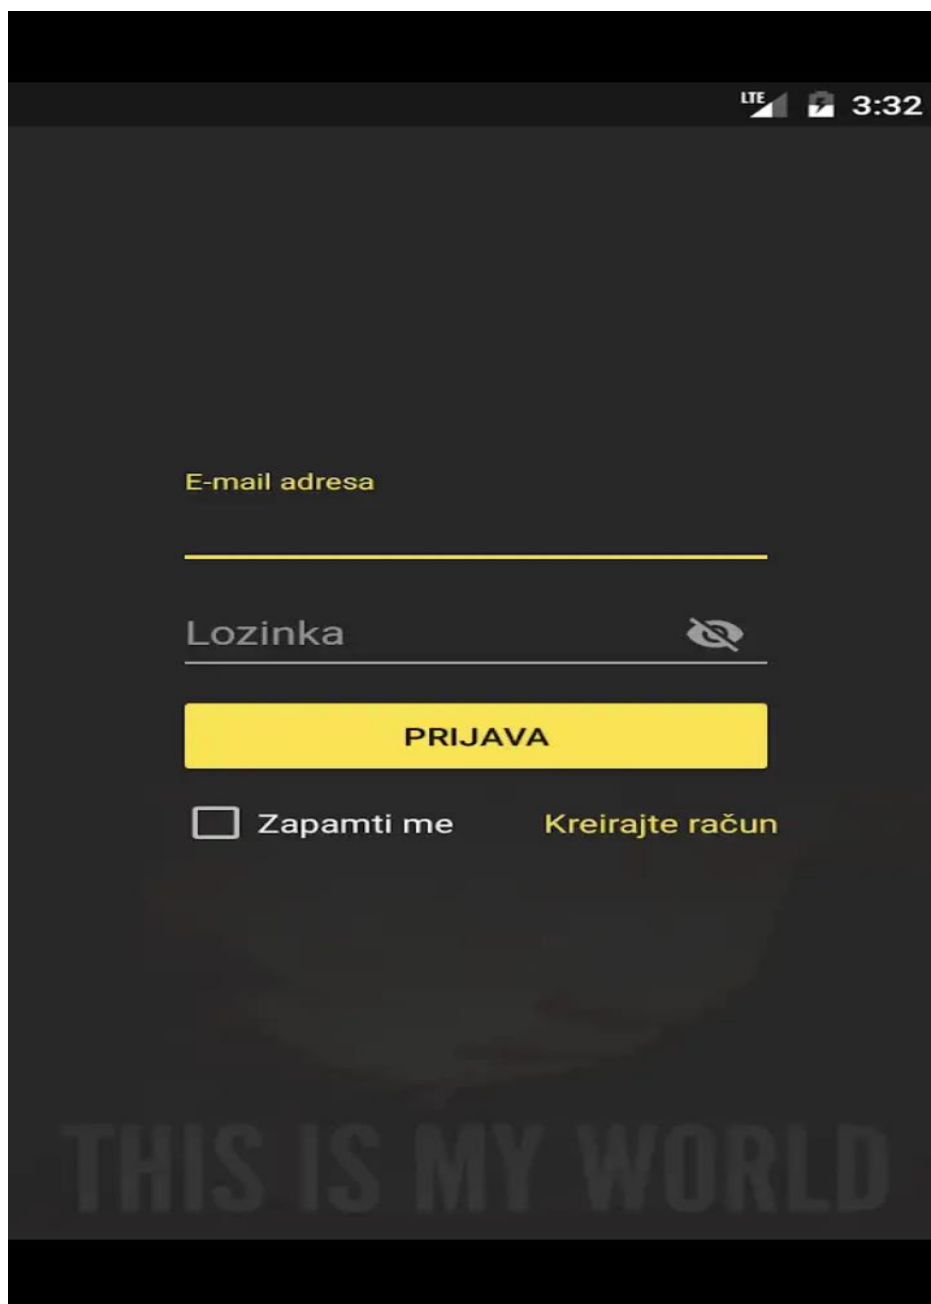 LTE 3:32
E-mail adresa
Lozinka
PRIJAVA
Zapamti me Kreirajte račun
THIS IS MY WORLD